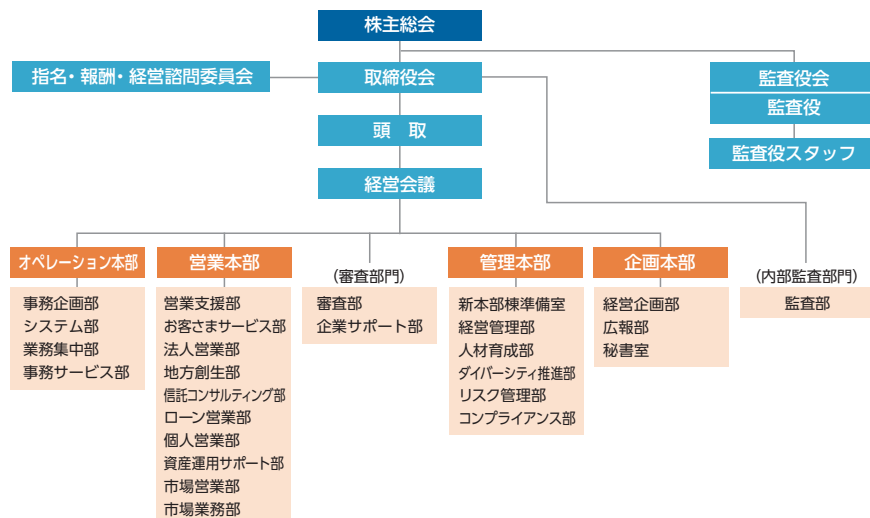 株主総会
指名・報酬・経営諮問委員会
取締役会
監査役会
監査役
頭 取
監査役スタッフ
経営会議
オペレーション本部
事務企画部
システム部
業務集中部
事務サービス部
営業本部
営業支援部
お客さまサービス部
法人営業部
地方創生部
信託コンサルティング部
ローン営業部
個人営業部
資産運用サポート部
市場営業部
市場業務部
(審査部門)
審査部
企業サポート部
管理本部
新本部棟準備室
経営管理部
人材育成部
ダイバーシティ推進部
リスク管理部
コンプライアンス部
企画本部
経営企画部
広報部
秘書室
(内部監査部門)
監査部